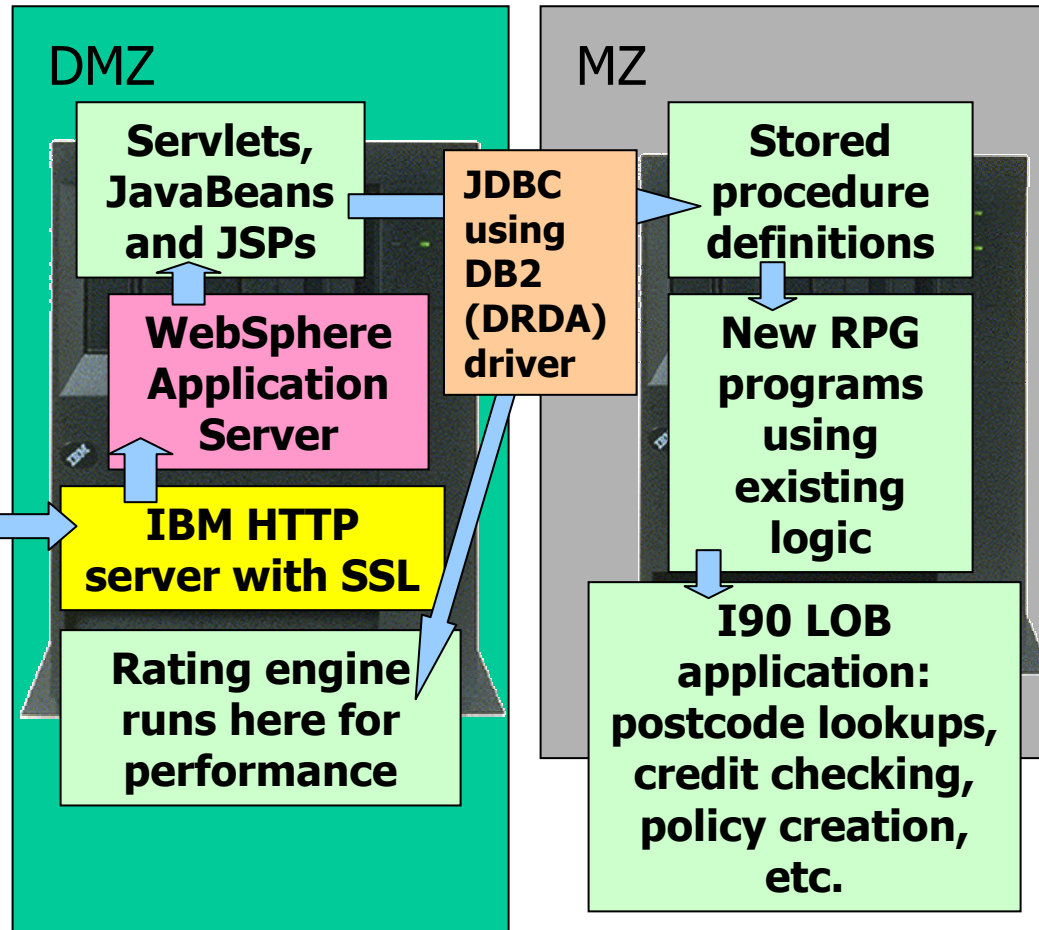 DMZ
Servlets,
JavaBeans
and JSPs
WebSphere
Application
Server
IBM HTTP
server with SSL
Rating engine
runs here for
performance
IBM
JDBC
using
DB2
(DRDA)
driver
MZ
Stored
procedure
definitions
New RPG
programs
using
existing
logic
I90 LOB
application:
postcode lookups,
credit checking,
policy creation,
etc.